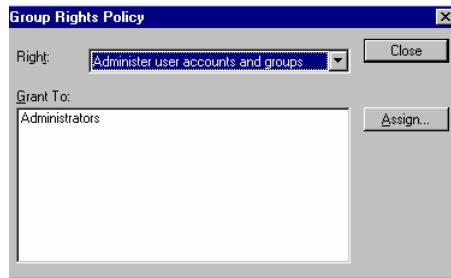 Group Rights Policy
Right:
Administer user accounts and groups
Close
Grant To:
Administrators
Assign...